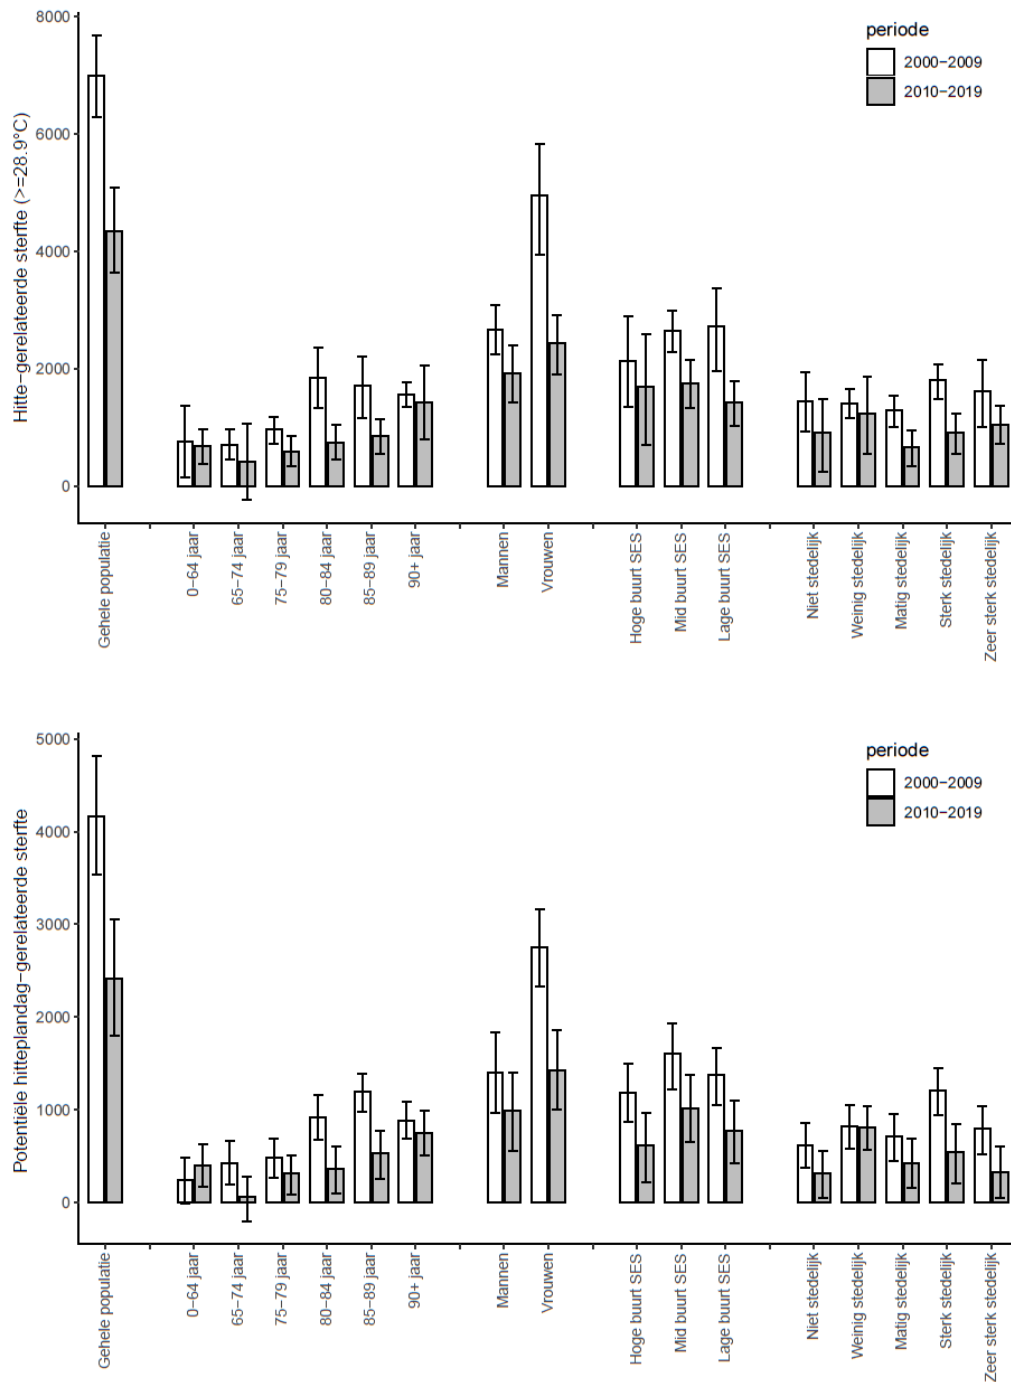 8000
6000
4000
2000
0
Hitte-gerelateerde sterfte (>=28.9°C)
periode
2000-2009
2010-2019
Gehele populatie
0-64 jaar
65-74 jaar
75-79 jaar
80-84 jaar
85-89 jaar
90+ jaar
Mannen
Vrouwen
Hoge buurt SES
Mid buurt SES
Lage buurt SES
Niet stedelijk
Weinig stedelijk
Matig stedelijk
Sterk stedelijk
Zeer sterk stedelijk
5000
4000
3000
2000
1000
0
Potentiële hitteplandag-gerelateerde sterfte
periode
2000-2009
2010-2019
Gehele populatie
0-64 jaar
65-74 jaar
75-79 jaar
80-84 jaar
85-89 jaar
90+ jaar
Mannen
Vrouwen
Hoge buurt SES
Mid buurt SES
Lage buurt SES
Niet stedelijk
Weinig stedelijk
Matig stedelijk
Sterk stedelijk
Zeer sterk stedelijk